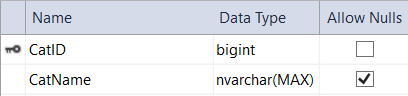 Name Data Type Allow Nulls
CatID bigint
CatName nvarchar(MAX)